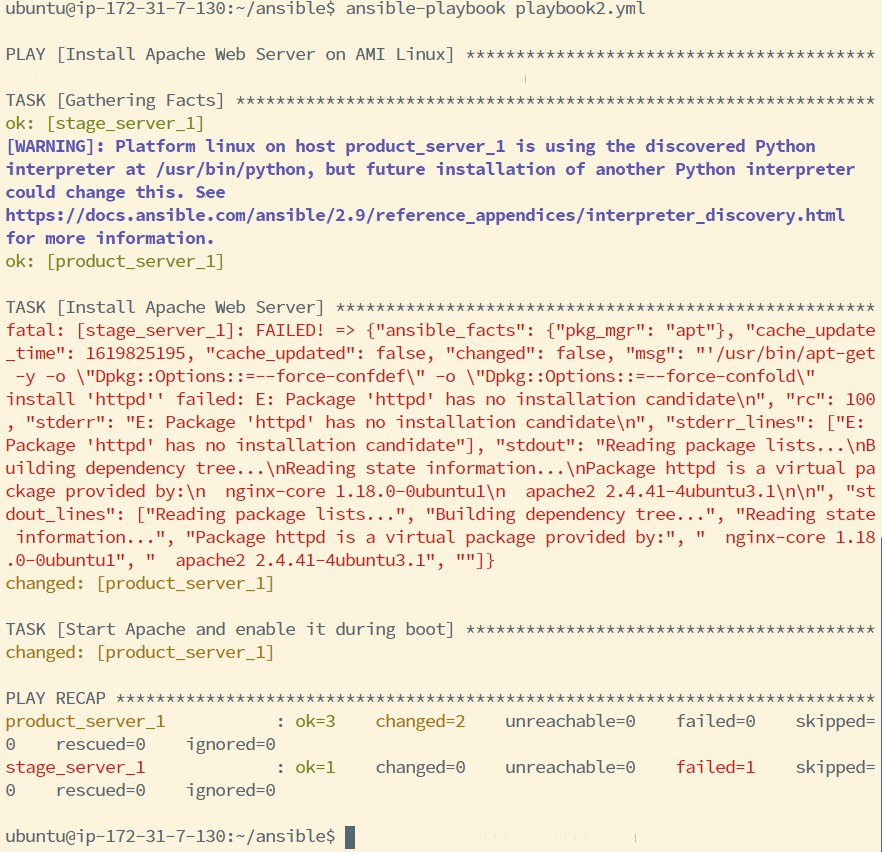 ubuntu@ip-172-31-7-130:~/ansible$ ansible-playbook playbook2.yml
PLAY [Install Apache Web Server on AMI Linux] *****************************************
TASK [Gathering Facts] ****************************************************************
ok: [stage_server_1]
[WARNING]: Platform linux on host product_server_1 is using the discovered Python
interpreter at /usr/bin/python, but future installation of another Python interpreter
could change this. See
https://docs.ansible.com/ansible/2.9/reference_appendices/interpreter_discovery.html
for more information.
ok: [product_server_1]
TASK [Install Apache Web Server] ******************************************************
fatal: [stage_server_1]: FAILED! => {"ansible_facts": {"pkg_mgr": "apt"}, "cache_update
_time": 1619825195, "cache_updated": false, "changed": false, "msg": "'/usr/bin/apt-get
 -y -o \"Dpkg::Options::=--force-confdef\" -o \"Dpkg::Options::=--force-confold\"
install 'httpd'' failed: E: Package 'httpd' has no installation candidate\n", "rc": 100
, "stderr": "E: Package 'httpd' has no installation candidate\n", "stderr_lines": ["E:
Package 'httpd' has no installation candidate"], "stdout": "Reading package lists...\nB
uilding dependency tree...\nReading state information...\nPackage httpd is a virtual pa
ckage provided by:\n  nginx-core 1.18.0-0ubuntu1\n  apache2 2.4.41-4ubuntu3.1\n\n", "st
dout_lines": ["Reading package lists...", "Building dependency tree...", "Reading state
 information...", "Package httpd is a virtual package provided by:", "  nginx-core 1.18
.0-0ubuntu1", "  apache2 2.4.41-4ubuntu3.1", ""]}
changed: [product_server_1]
TASK [Start Apache and enable it during boot] *****************************************
changed: [product_server_1]
PLAY RECAP ****************************************************************************
product_server_1           : ok=3    changed=2    unreachable=0    failed=0    skipped=
0    rescued=0    ignored=0
stage_server_1             : ok=1    changed=0    unreachable=0    failed=1    skipped=
0    rescued=0    ignored=0
ubuntu@ip-172-31-7-130:~/ansible$